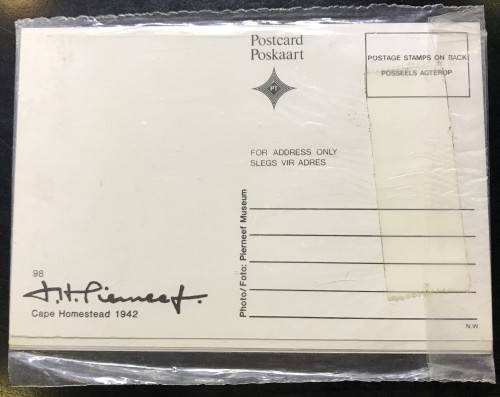 Postcard
Poskaart
PT
POSTAGE STAMPS ON BACK
POSSEELS AGTEROP
FOR ADDRESS ONLY
SLEGS VIR ADRES
Photo/Foto: Pierneef Museum
98
J.H. Pierneef.
Cape Homestead 1942
N.W